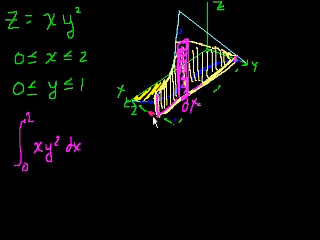 z = xy²
0 ≤ x ≤ 2
0 ≤ y ≤ 1
∫₀² xy² dx
z
y
x
2
dx